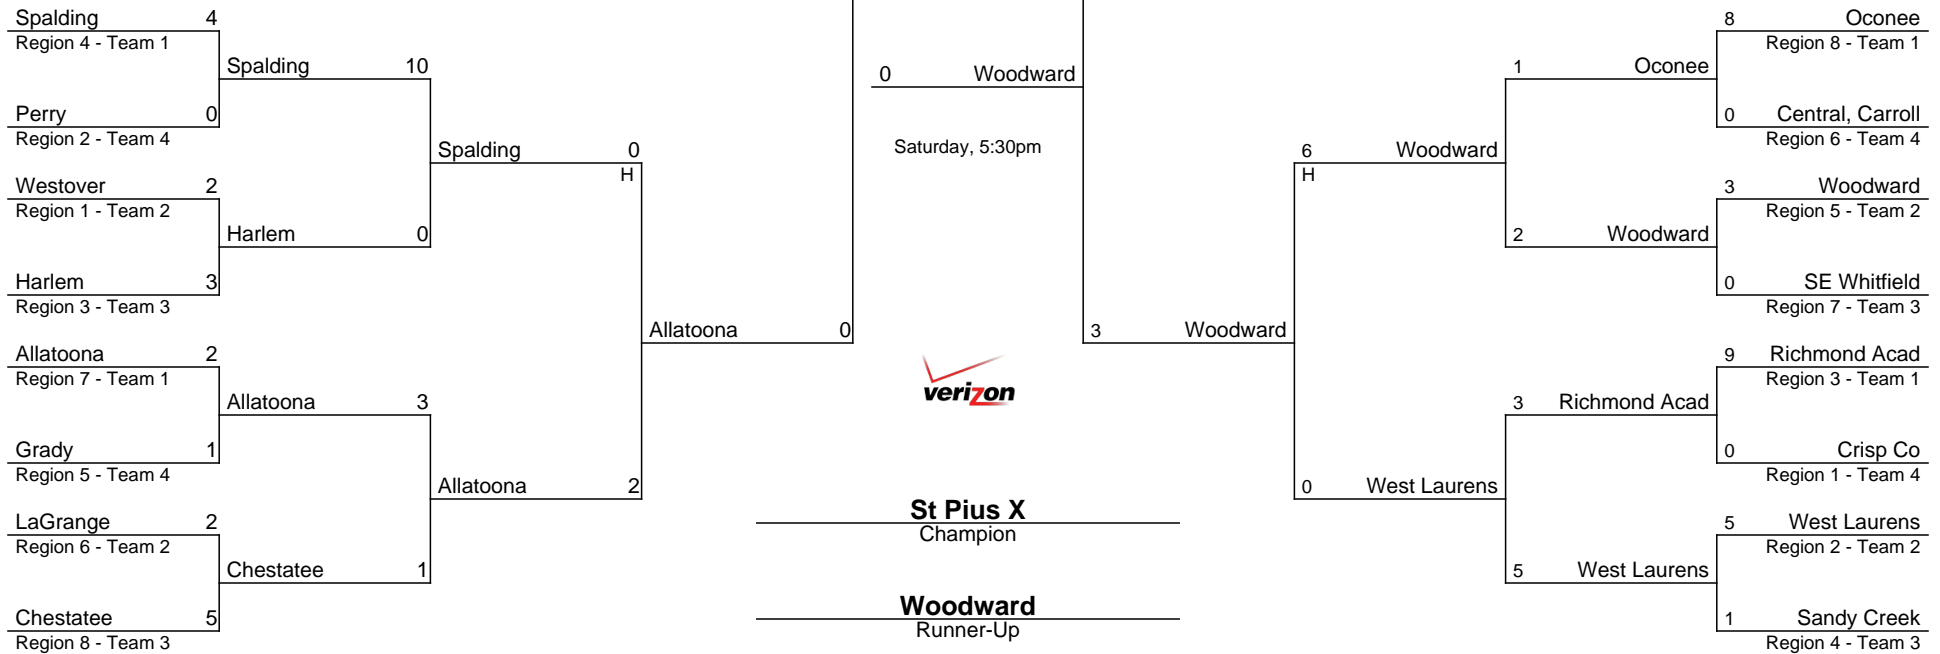 Spalding 4
Region 4 - Team 1
Spalding 10
Perry 0
Region 2 - Team 4
Spalding 0
H
Westover 2
Region 1 - Team 2
Harlem 0
Harlem 3
Region 3 - Team 3
Allatoona 0
Allatoona 2
Region 7 - Team 1
Allatoona 3
Grady 1
Region 5 - Team 4
Allatoona 2
LaGrange 2
Region 6 - Team 2
Chestatee 1
Chestatee 5
Region 8 - Team 3
0 Woodward
Saturday, 5:30pm
verizon
St Pius X
Champion
Woodward
Runner-Up
8 Oconee
Region 8 - Team 1
1 Oconee
0 Central, Carroll
Region 6 - Team 4
6 Woodward
H
3 Woodward
Region 5 - Team 2
2 Woodward
0 SE Whitfield
Region 7 - Team 3
3 Woodward
9 Richmond Acad
Region 3 - Team 1
3 Richmond Acad
0 Crisp Co
Region 1 - Team 4
0 West Laurens
5 West Laurens
Region 2 - Team 2
5 West Laurens
1 Sandy Creek
Region 4 - Team 3